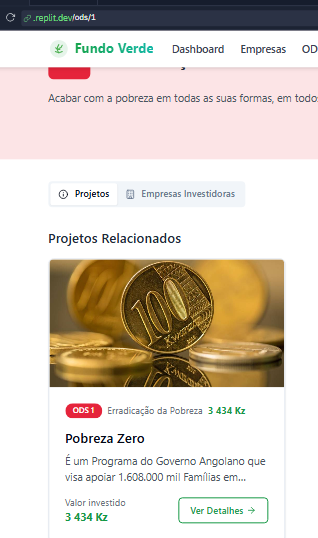 .replit.dev/ods/1
Fundo Verde
Dashboard
Empresas
OD
Acabar com a pobreza em todas as suas formas, em todos
Projetos
Empresas Investidoras
Projetos Relacionados
100
ODS 1
Erradicação da Pobreza
3 434 Kz
Pobreza Zero
É um Programa do Governo Angolano que
visa apoiar 1.608.000 mil Famílias em...
Valor investido
3 434 Kz
Ver Detalhes →